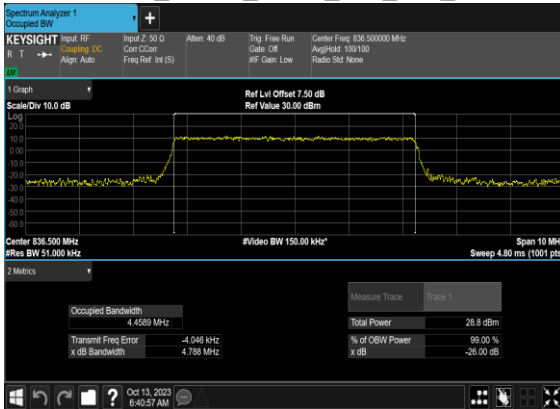 Spectrum Analyzer 1
Occupied BW
KEYSIGHT
R T
LW
Input: RF
Coupling: DC
Align: Auto
Input Z: 50 Ω
Corr CCorr
Freq Ref: Int (S)
Atten: 40 dB
Trig: Free Run
Gate: Off
#IF Gain: Low
Center Freq: 836.500000 MHz
Avg|Hold: 100/100
Radio Std: None
1 Graph
Scale/Div 10.0 dB
Ref Lvl Offset 7.50 dB
Ref Value 30.00 dBm
Log
20.0
10.0
0.00
-10.0
-20.0
-30.0
-40.0
-50.0
-60.0
Center 836.500 MHz
#Res BW 51.000 kHz
#Video BW 150.00 kHz*
Span 10 MH
Sweep 4.80 ms (1001 pts
2 Metrics
Measure Trace
Trace 1
Occupied Bandwidth
4.4589 MHz
Total Power
28.8 dBm
Transmit Freq Error
-4.046 kHz
% of OBW Power
99.00 %
x dB Bandwidth
4.788 MHz
x dB
-26.00 dB
?
Oct 13, 2023
6:40:57 AM